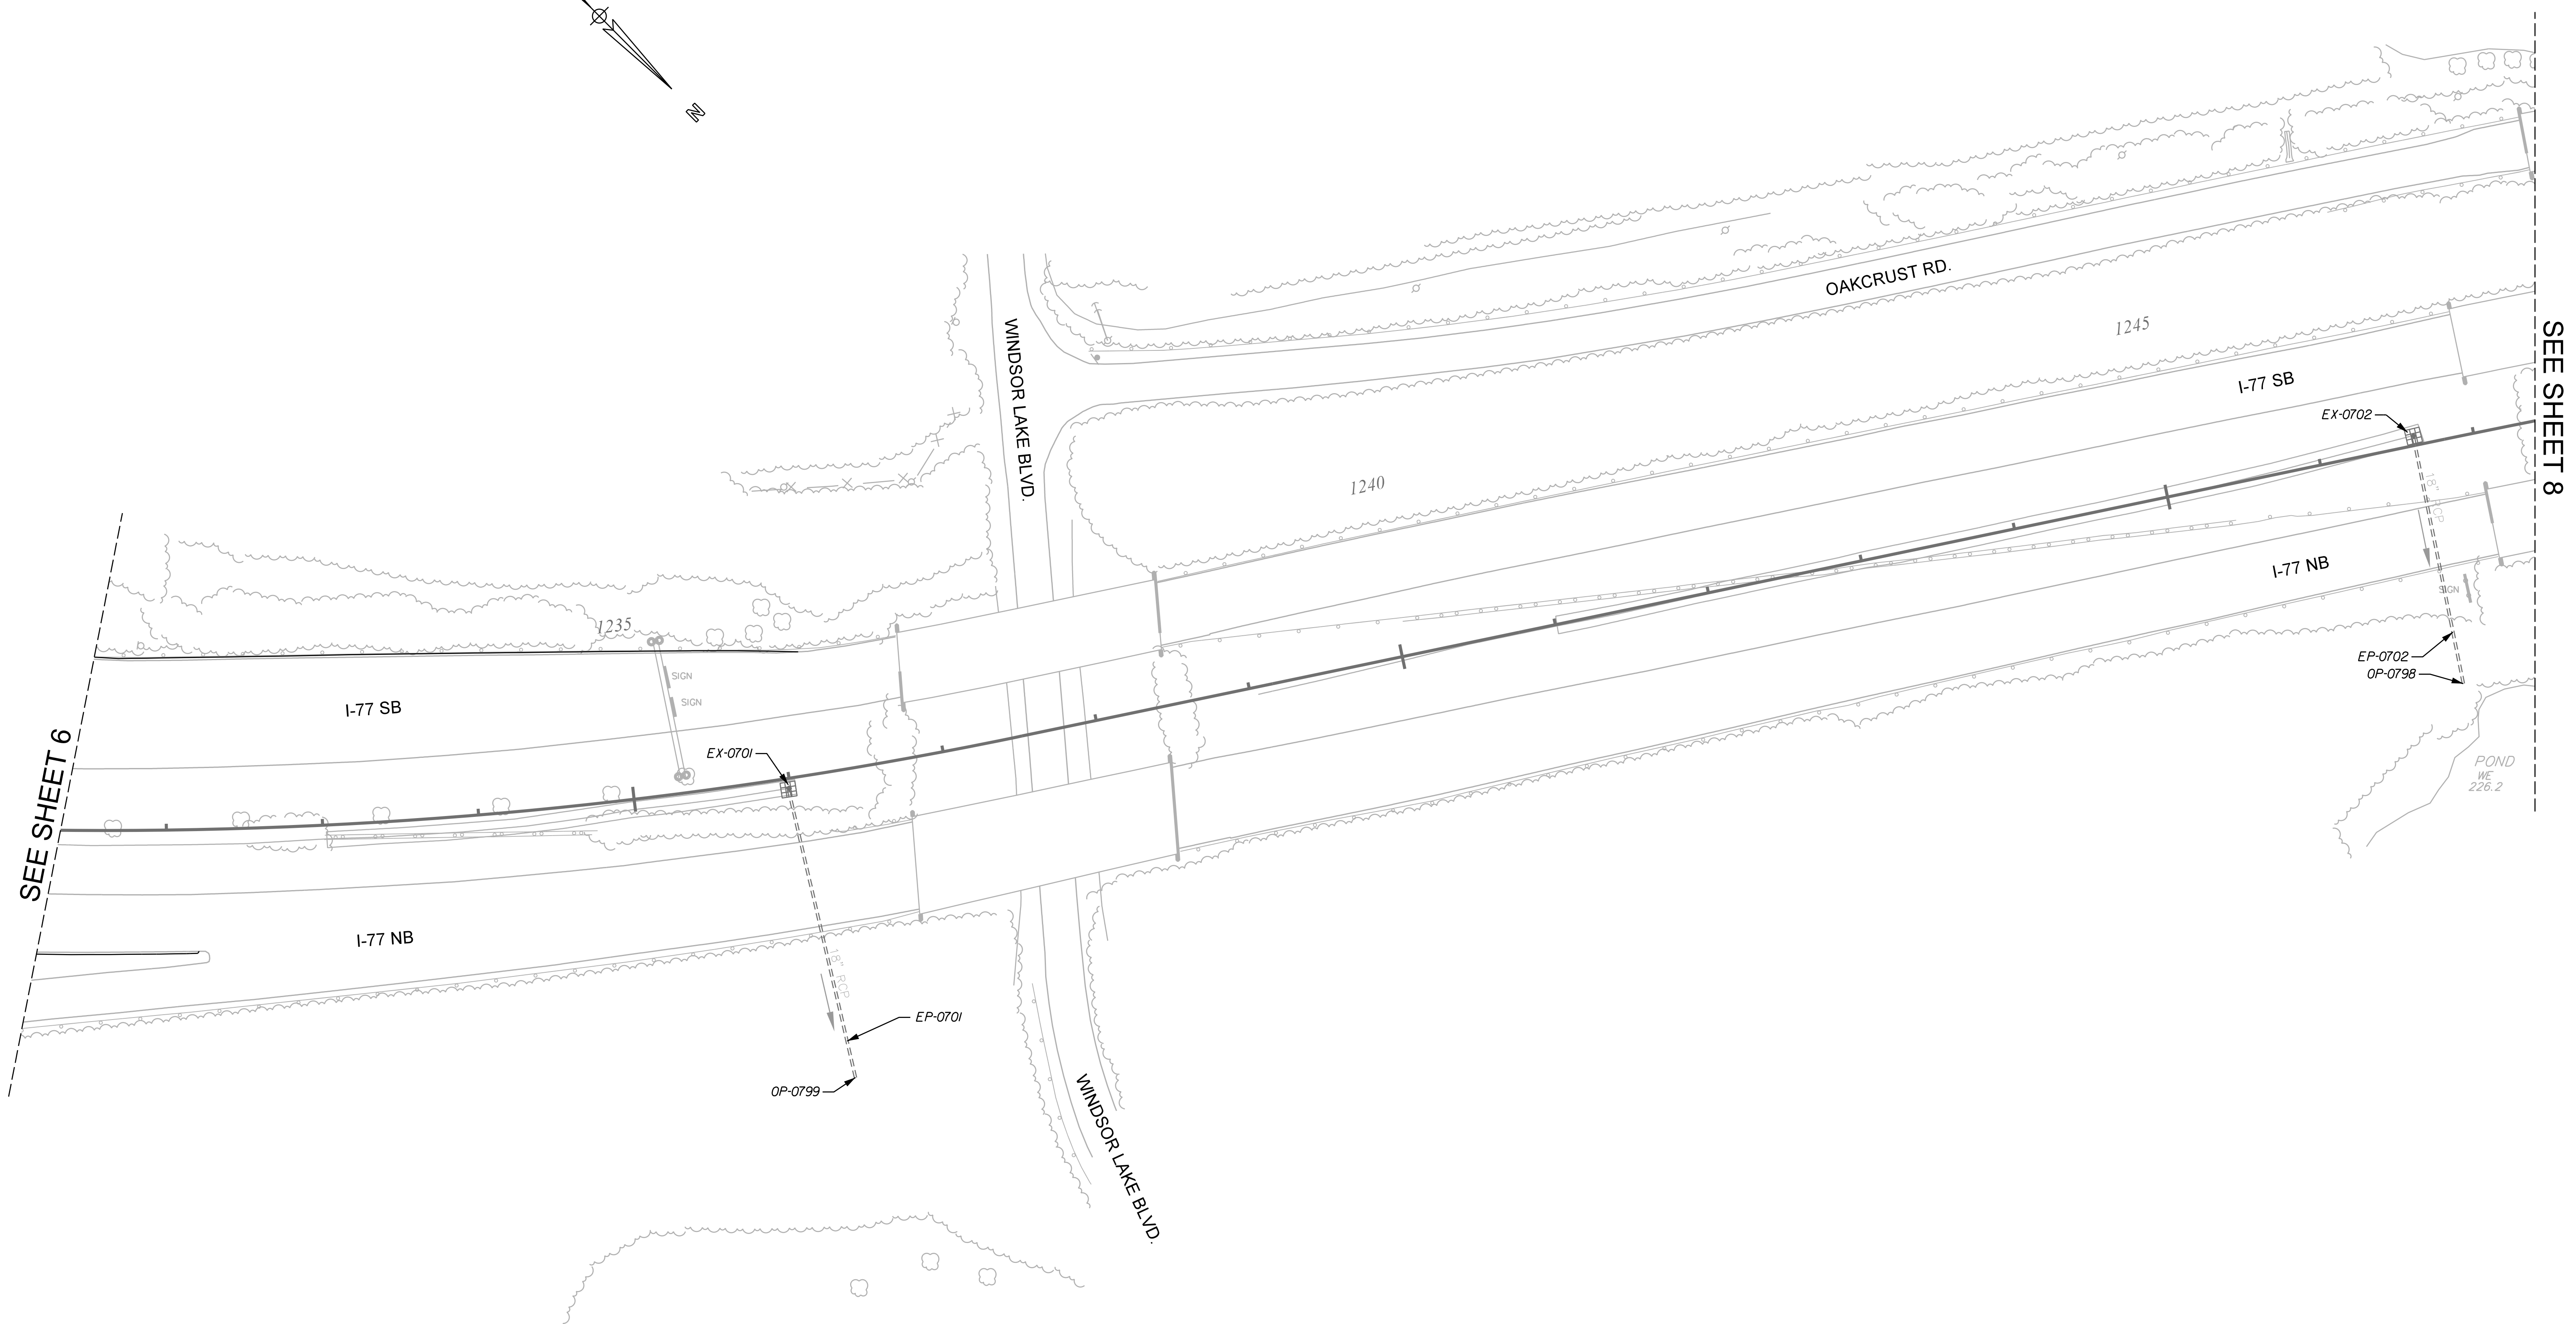 N
SEE SHEET 6
SEE SHEET 8
WINDSOR LAKE BLVD.
OAKCRUST RD.
1245
I-77 SB
EX-0702
1240
18" RCP
I-77 NB
SIGN
1235
EP-0702
OP-0798
SIGN
SIGN
I-77 SB
EX-0701
POND
WE
226.2
I-77 NB
18" RCP
EP-0701
OP-0799
WINDSOR LAKE BLVD.